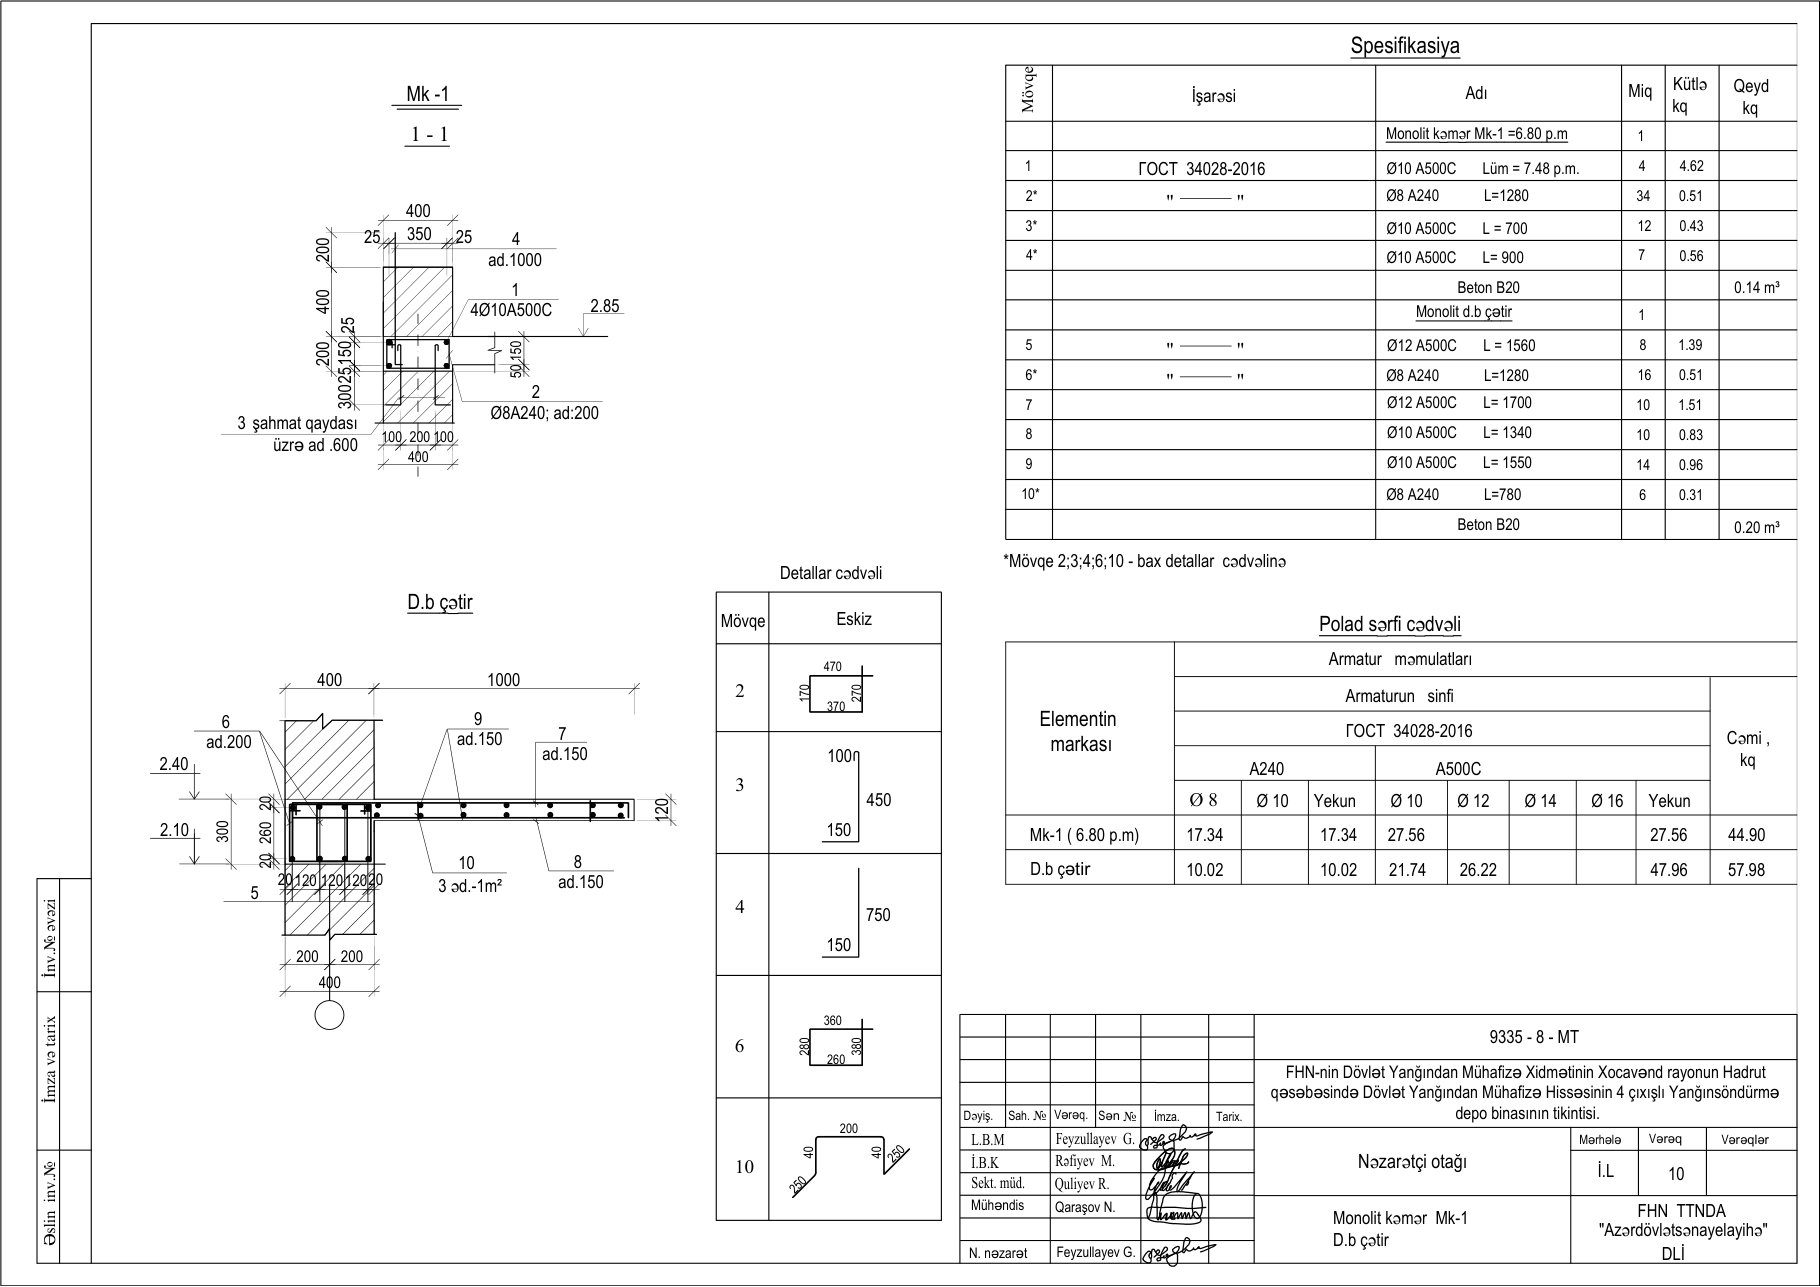 Mk -1
1 - 1
400
25 350 25
200
4
ad.1000
400
1
4Ø10A500C
2.85
25
200
150
25
300
150
50
2
Ø8A240; ad:200
3 şahmat qaydası
üzrə ad .600
100 200 100
400
D.b çətir
400 1000
6
ad.200
9
ad.150
7
ad.150
2.40
2.10
300
20
260
20
120
20 120 120 120 20
5
10
3 əd.-1m²
8
ad.150
200 200
400
Detallar cədvəli
Mövqe Eskiz
2
470
170
270
370
3
100
450
150
4
750
150
6
360
280
380
260
10
200
40
40
250
250
Spesifikasiya
Mövqe İşarəsi Adı Miq Kütlə kq Qeyd kq
Monolit kəmər Mk-1 =6.80 p.m 1
1 ГОСТ 34028-2016 Ø10 A500C Lüm = 7.48 p.m. 4 4.62
2* " ——— " Ø8 A240 L=1280 34 0.51
3* Ø10 A500C L = 700 12 0.43
4* Ø10 A500C L= 900 7 0.56
Beton B20 0.14 m³
Monolit d.b çətir 1
5 " ——— " Ø12 A500C L = 1560 8 1.39
6* " ——— " Ø8 A240 L=1280 16 0.51
7 Ø12 A500C L= 1700 10 1.51
8 Ø10 A500C L= 1340 10 0.83
9 Ø10 A500C L= 1550 14 0.96
10* Ø8 A240 L=780 6 0.31
Beton B20 0.20 m³
*Mövqe 2;3;4;6;10 - bax detallar cədvəlinə
Polad sərfi cədvəli
Elementin
markası
Armatur məmulatları
Armaturun sinfi
ГОСТ 34028-2016
Cəmi ,
kq
A240 A500C
Ø 8 Ø 10 Yekun Ø 10 Ø 12 Ø 14 Ø 16 Yekun
Mk-1 ( 6.80 p.m) 17.34 17.34 27.56 27.56 44.90
D.b çətir 10.02 10.02 21.74 26.22 47.96 57.98
İnv.№ əvəzi
İmza və tarix
Əslin inv.№
9335 - 8 - MT
FHN-nin Dövlət Yanğından Mühafizə Xidmətinin Xocavənd rayonun Hadrut
qəsəbəsində Dövlət Yanğından Mühafizə Hissəsinin 4 çıxışlı Yanğınsöndürmə
depo binasının tikintisi.
Dəyiş. Sah. № Vərəq. Sən № İmza. Tarix.
L.B.M Feyzullayev G.
İ.B.K Rəfiyev M.
Sekt. müd. Quliyev R.
Mühəndis Qaraşov N.
N. nəzarət Feyzullayev G.
Nəzarətçi otağı
Mərhələ Vərəq Vərəqlər
İ.L 10
Monolit kəmər Mk-1
D.b çətir
FHN TTNDA
"Azərdövlətsənayelayihə"
DLİ